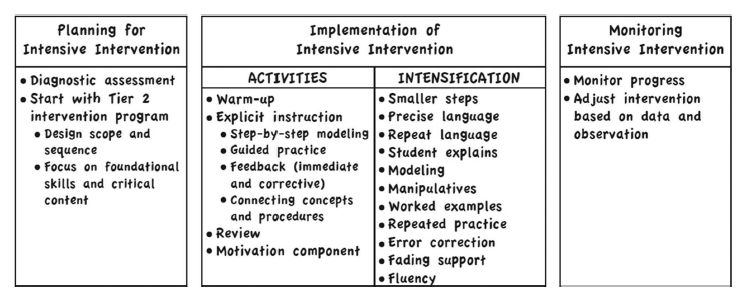 Planning for
Intensive Intervention
• Diagnostic assessment
• Start with Tier 2
intervention program
• Design scope and
sequence
• Focus on foundational
skills and critical
content
Implementation of
Intensive Intervention
ACTIVITIES
• Warm-up
• Explicit instruction
• Step-by-step modeling
• Guided practice
• Feedback (immediate
and corrective)
• Connecting concepts
and procedures
• Review
• Motivation component
INTENSIFICATION
• Smaller steps
• Precise language
• Repeat language
• Student explains
• Modeling
• Manipulatives
• Worked examples
• Repeated practice
• Error correction
• Fading support
• Fluency
Monitoring
Intensive Intervention
• Monitor progress
• Adjust intervention
based on data and
observation